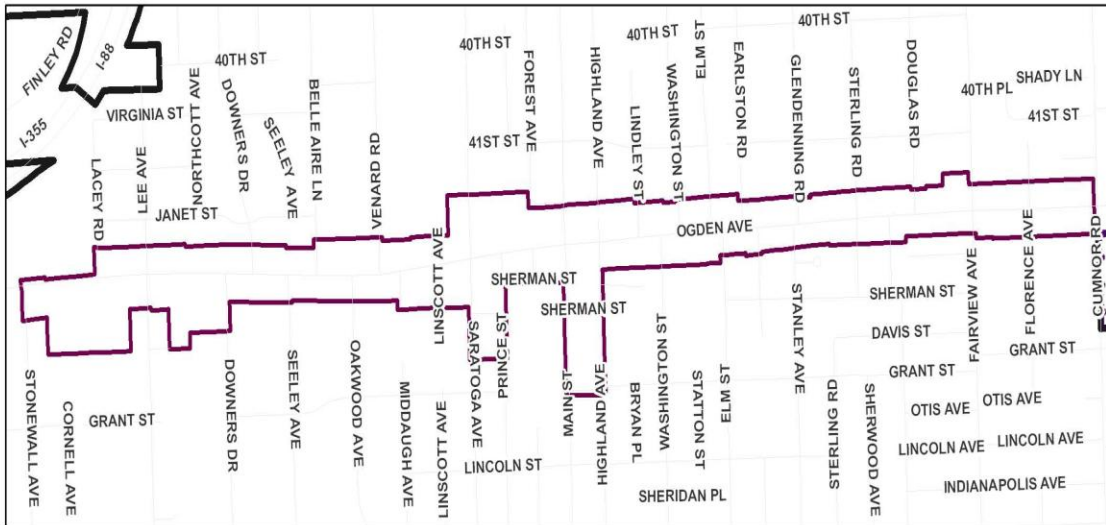 FINLEY RD
I-88
I-355
40TH ST
40TH ST
40TH ST
40TH ST
VIRGINIA ST
NORTHCOTT AVE
DOWNERS DR
SEELEY AVE
BELLE AIRE LN
VENARD RD
41ST ST
FOREST AVE
HIGHLAND AVE
LINDLEY ST
WASHINGTON ST
ELM ST
EARLSTON RD
GLENDENNING RD
STERLING RD
DOUGLAS RD
40TH PL
SHADY LN
41ST ST
LACEY RD
LEE AVE
JANET ST
LINSCOTT AVE
OGDEN AVE
CUMNOR RD
FLORENCE AVE
FAIRVIEW AVE
SHERMAN ST
SHERMAN ST
SHERMAN ST
DAVIS ST
GRANT ST
GRANT ST
STONEWALL AVE
CORNELL AVE
GRANT ST
DOWNERS DR
SEELEY AVE
OAKWOOD AVE
MIDDAUGH AVE
LINSCOTT AVE
SARATOGA AVE
PRINCE ST
MAIN ST
HIGHLAND AVE
BRYAN PL
WASHINGTON ST
STATTON ST
ELM ST
STANLEY AVE
STERLING RD
SHERWOOD AVE
OTIS AVE
OTIS AVE
LINCOLN AVE
LINCOLN AVE
LINCOLN ST
SHERIDAN PL
INDIANAPOLIS AVE